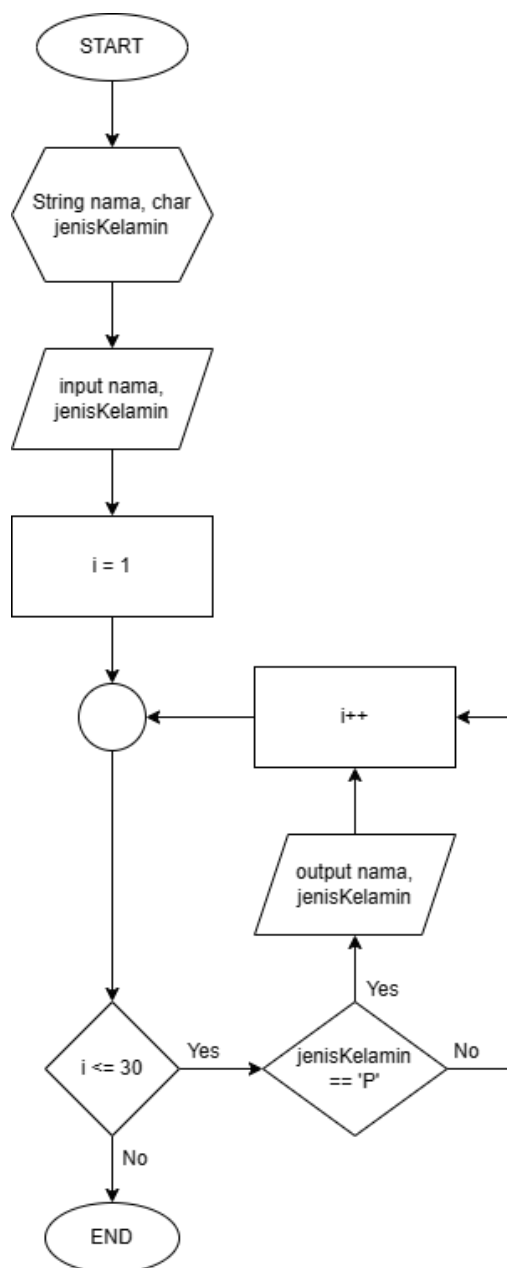 START
String nama, char
jenisKelamin
input nama,
jenisKelamin
i = 1
i++
output nama,
jenisKelamin
Yes
i <= 30
Yes
jenisKelamin
== 'P'
No
No
END